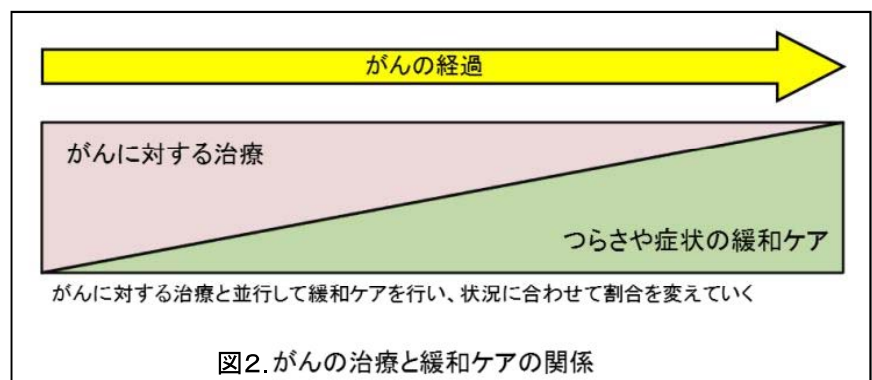 がんの経過
がんに対する治療
つらさや症状の緩和ケア
がんに対する治療と並行して緩和ケアを行い、状況に合わせて割合を変えていく
図2.がんの治療と緩和ケアの関係